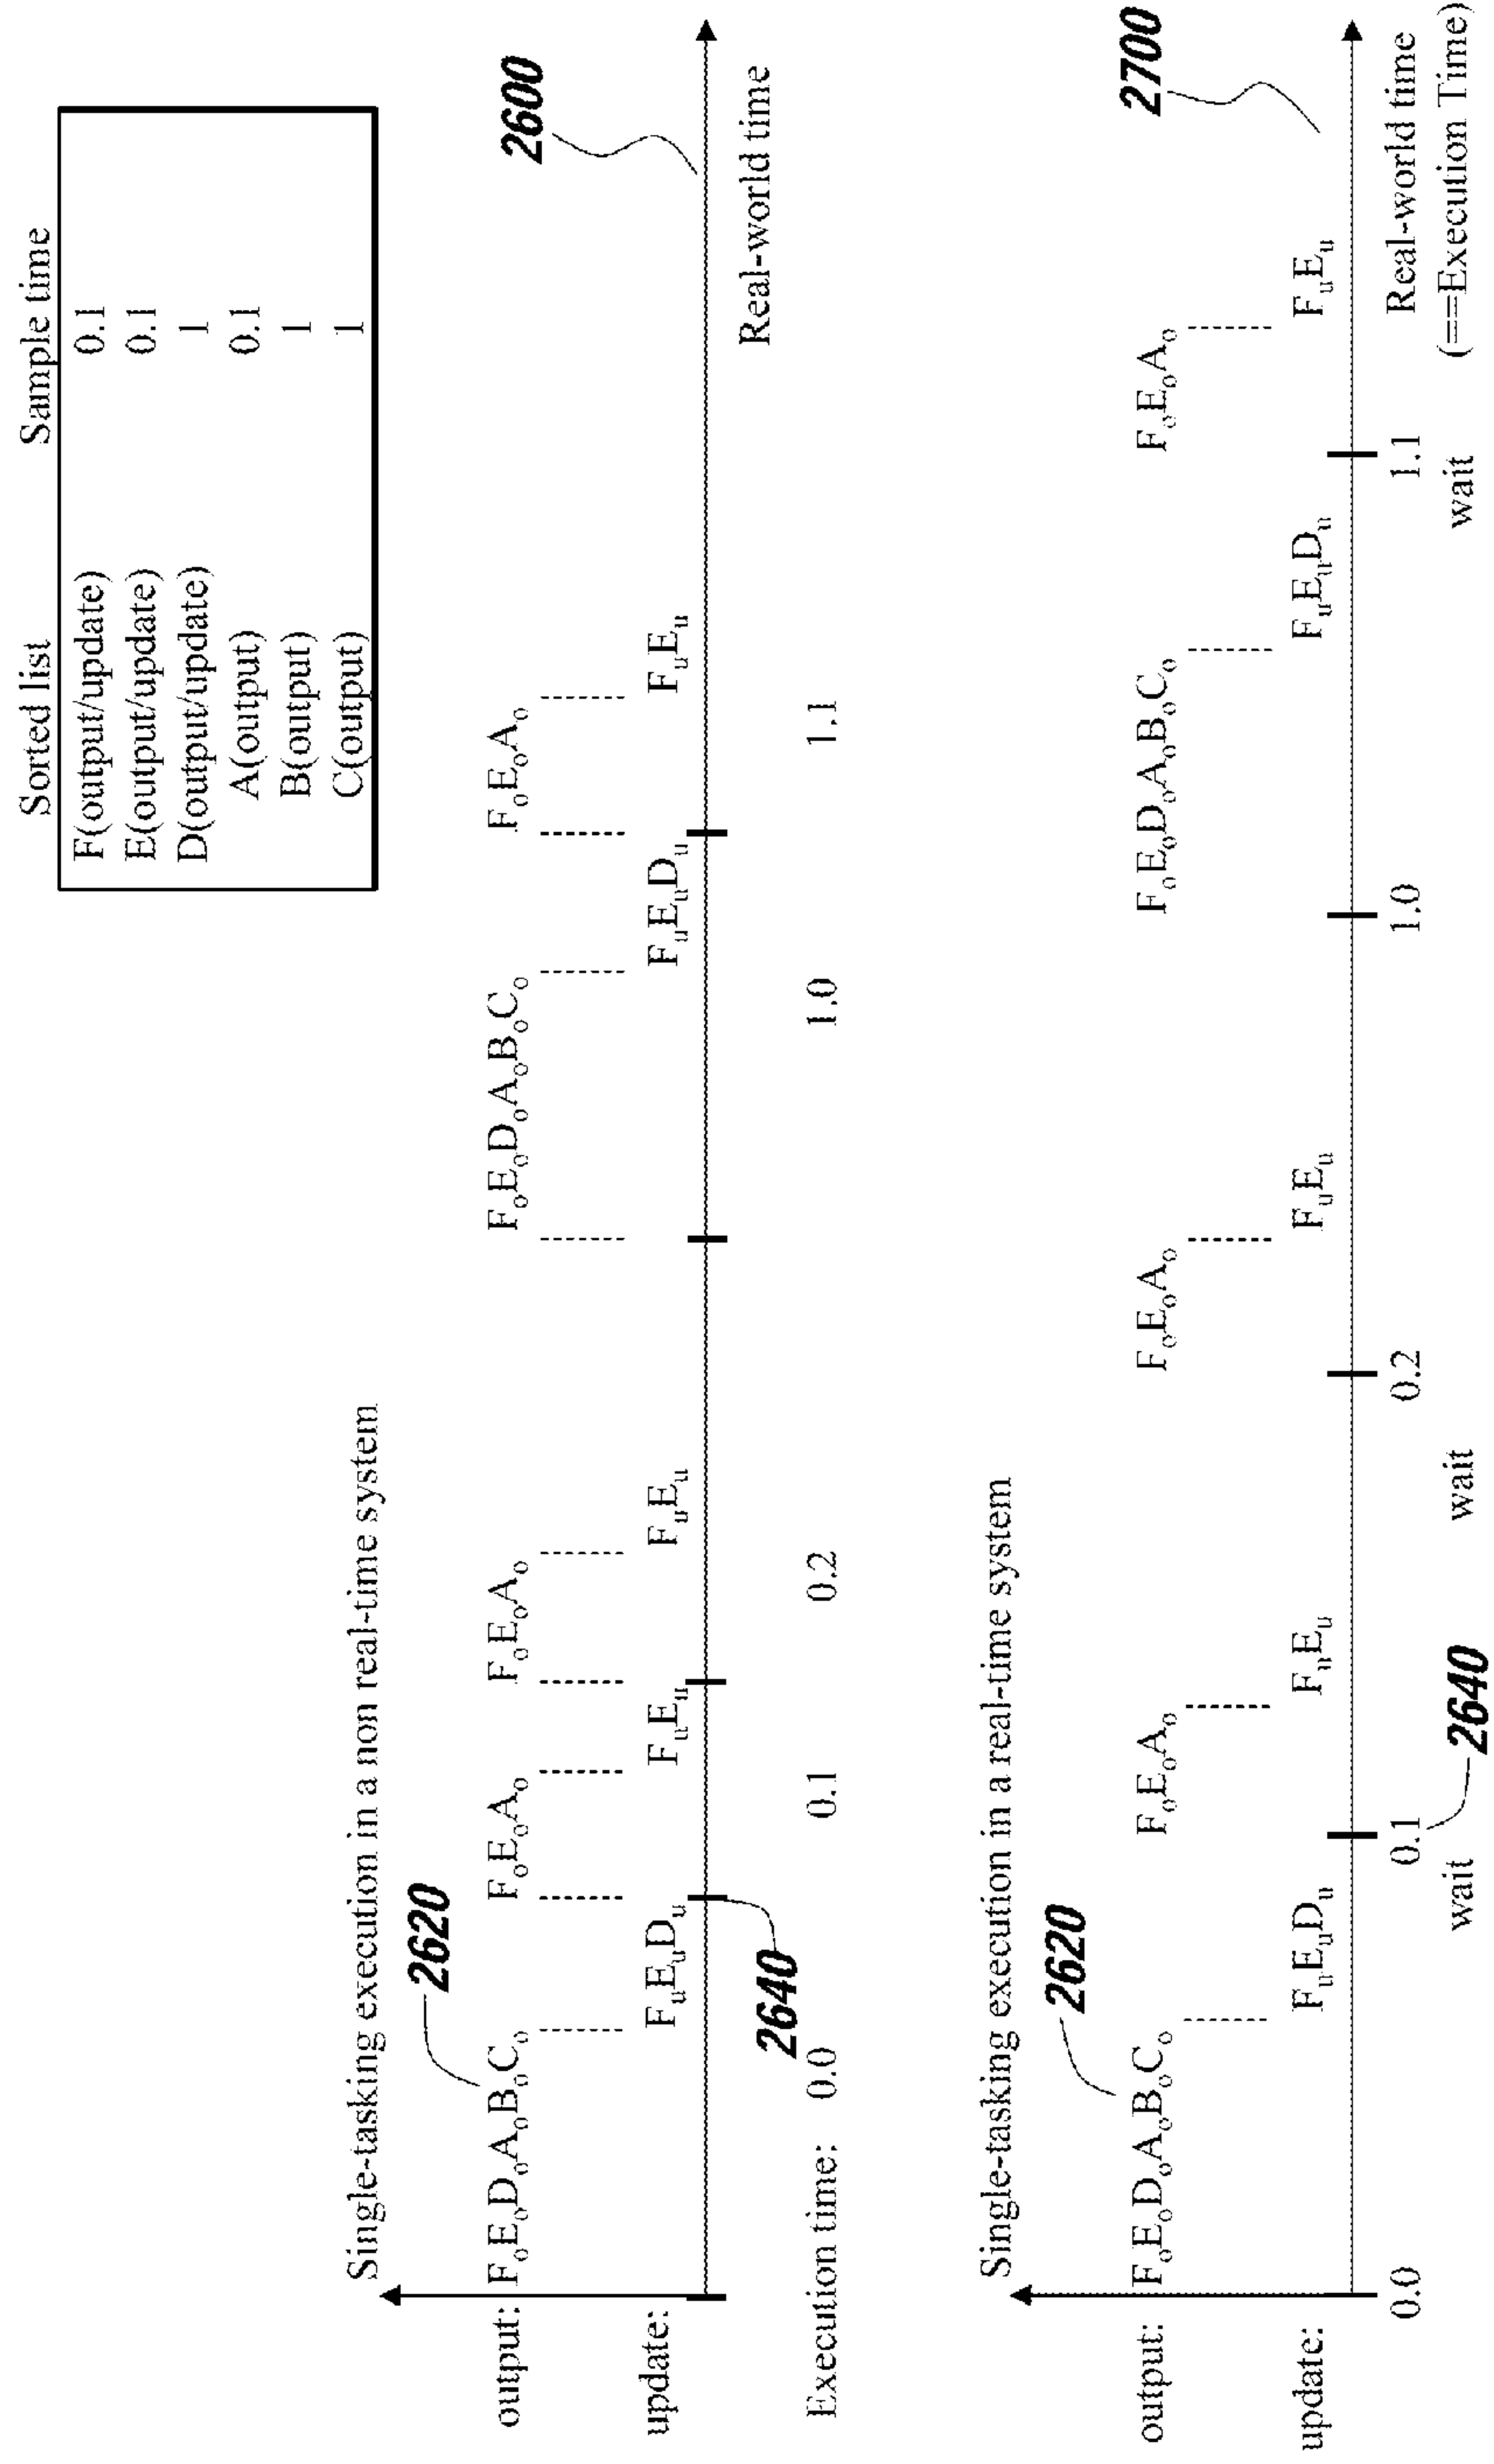 Sorted list Sample time
F(output/update) 0.1
E(output/update) 0.1
D(output/update) 1
A(output) 0.1
B(output) 1
C(output) 1
Single-tasking execution in a non real-time system
2620
2600
output: FoEoDoAoBoCo FoEoAo FoEoAo FoEoDoAoBoCo FoEoAo
update: FuEuDu FuEu FuEu FuEuDu FuEu
Real-world time
2640
Execution time: 0.0 0.1 0.2 1.0 1.1
Single-tasking execution in a real-time system
2620
2700
output: FoEoDoAoBoCo FoEoAo FoEoAo FoEoDoAoBoCo FoEoAo
update: FuEuDu FuEu FuEu FuEuDu FuEu
0.0 0.1 0.2 1.0 1.1 Real-world time
wait wait wait (==Execution Time)
2640